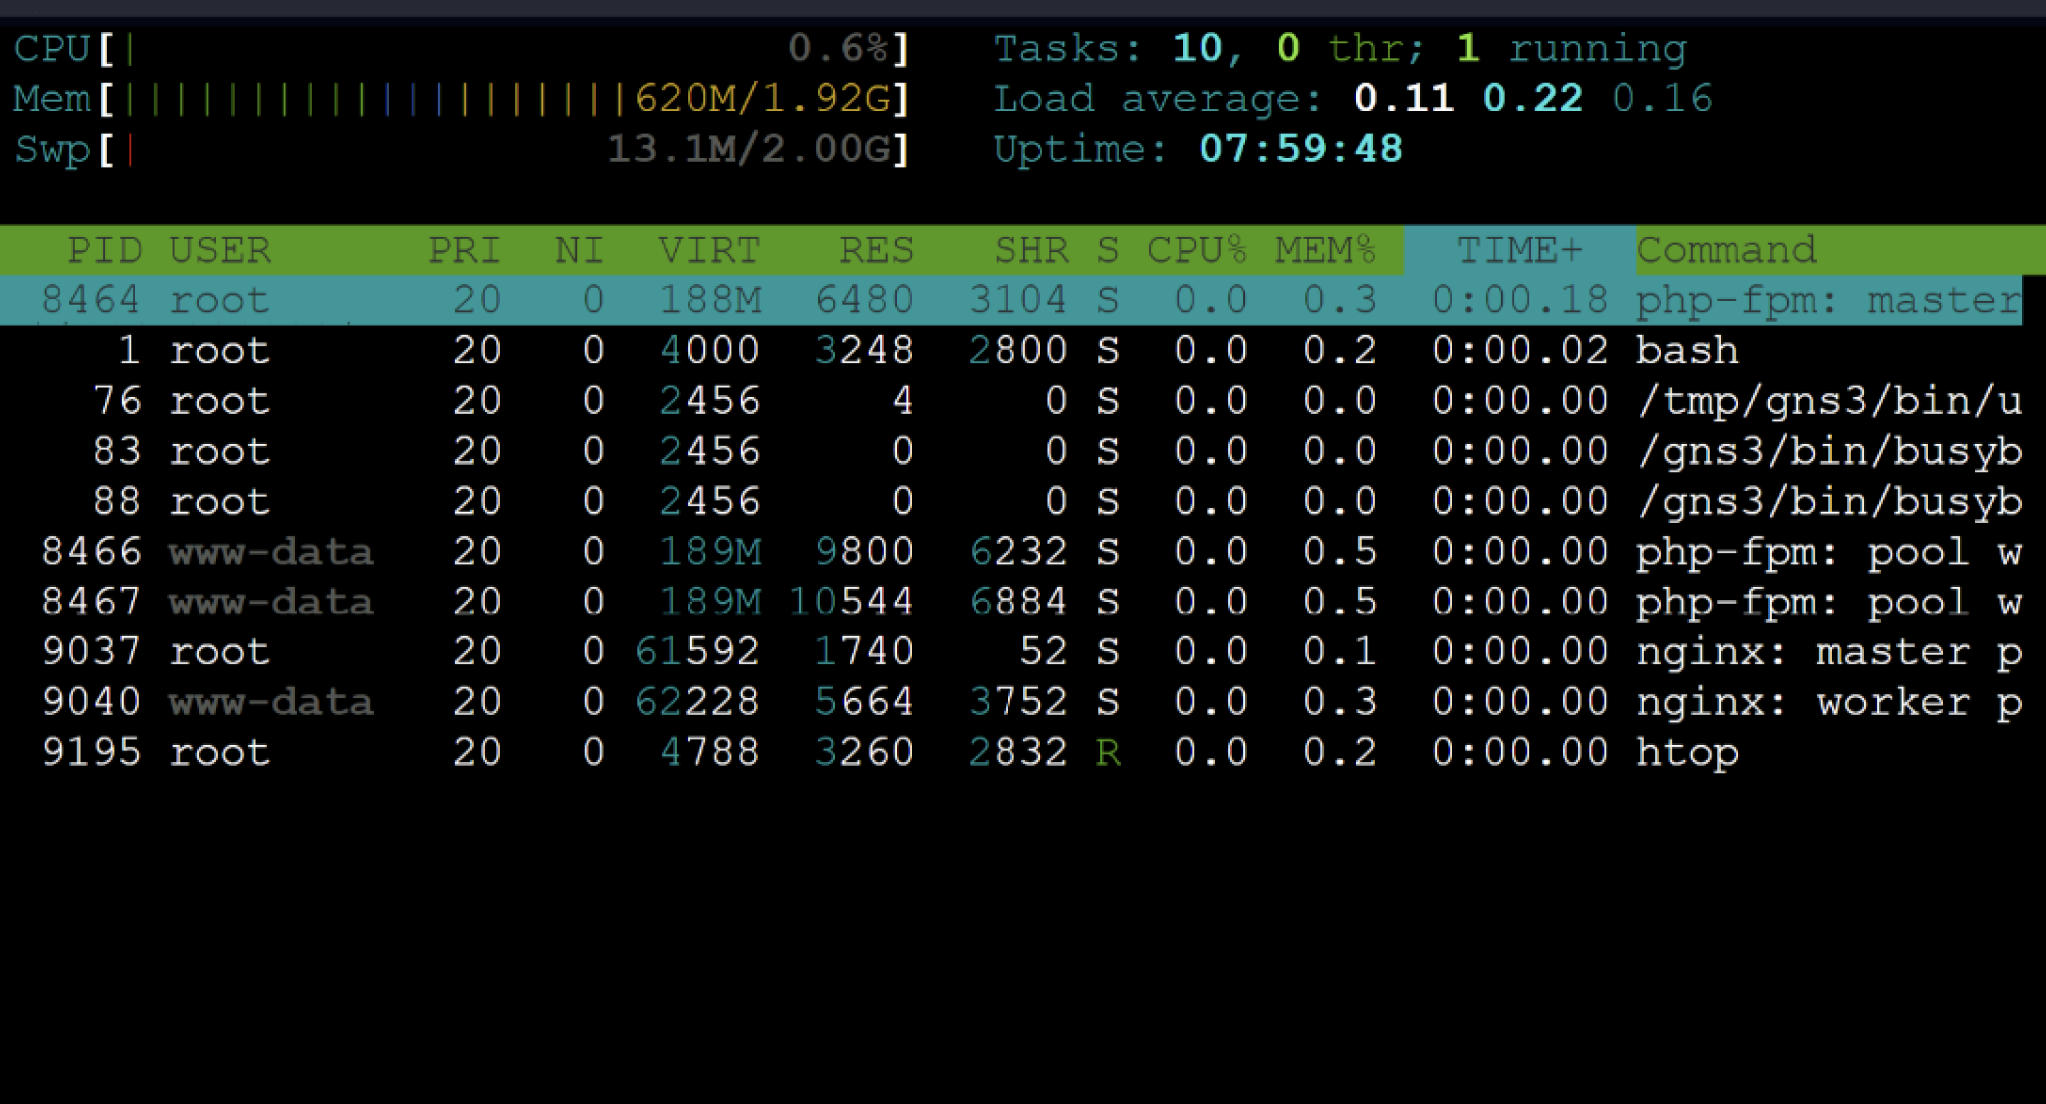 CPU[| 0.6%] Tasks: 10, 0 thr; 1 running
Mem[||||||||||||||||||||620M/1.92G] Load average: 0.11 0.22 0.16
Swp[| 13.1M/2.00G] Uptime: 07:59:48
PID USER PRI NI VIRT RES SHR S CPU% MEM% TIME+ Command
8464 root 20 0 188M 6480 3104 S 0.0 0.3 0:00.18 php-fpm: master
1 root 20 0 4000 3248 2800 S 0.0 0.2 0:00.02 bash
76 root 20 0 2456 4 0 S 0.0 0.0 0:00.00 /tmp/gns3/bin/u
83 root 20 0 2456 0 0 S 0.0 0.0 0:00.00 /gns3/bin/busyb
88 root 20 0 2456 0 0 S 0.0 0.0 0:00.00 /gns3/bin/busyb
8466 www-data 20 0 189M 9800 6232 S 0.0 0.5 0:00.00 php-fpm: pool w
8467 www-data 20 0 189M 10544 6884 S 0.0 0.5 0:00.00 php-fpm: pool w
9037 root 20 0 61592 1740 52 S 0.0 0.1 0:00.00 nginx: master p
9040 www-data 20 0 62228 5664 3752 S 0.0 0.3 0:00.00 nginx: worker p
9195 root 20 0 4788 3260 2832 R 0.0 0.2 0:00.00 htop